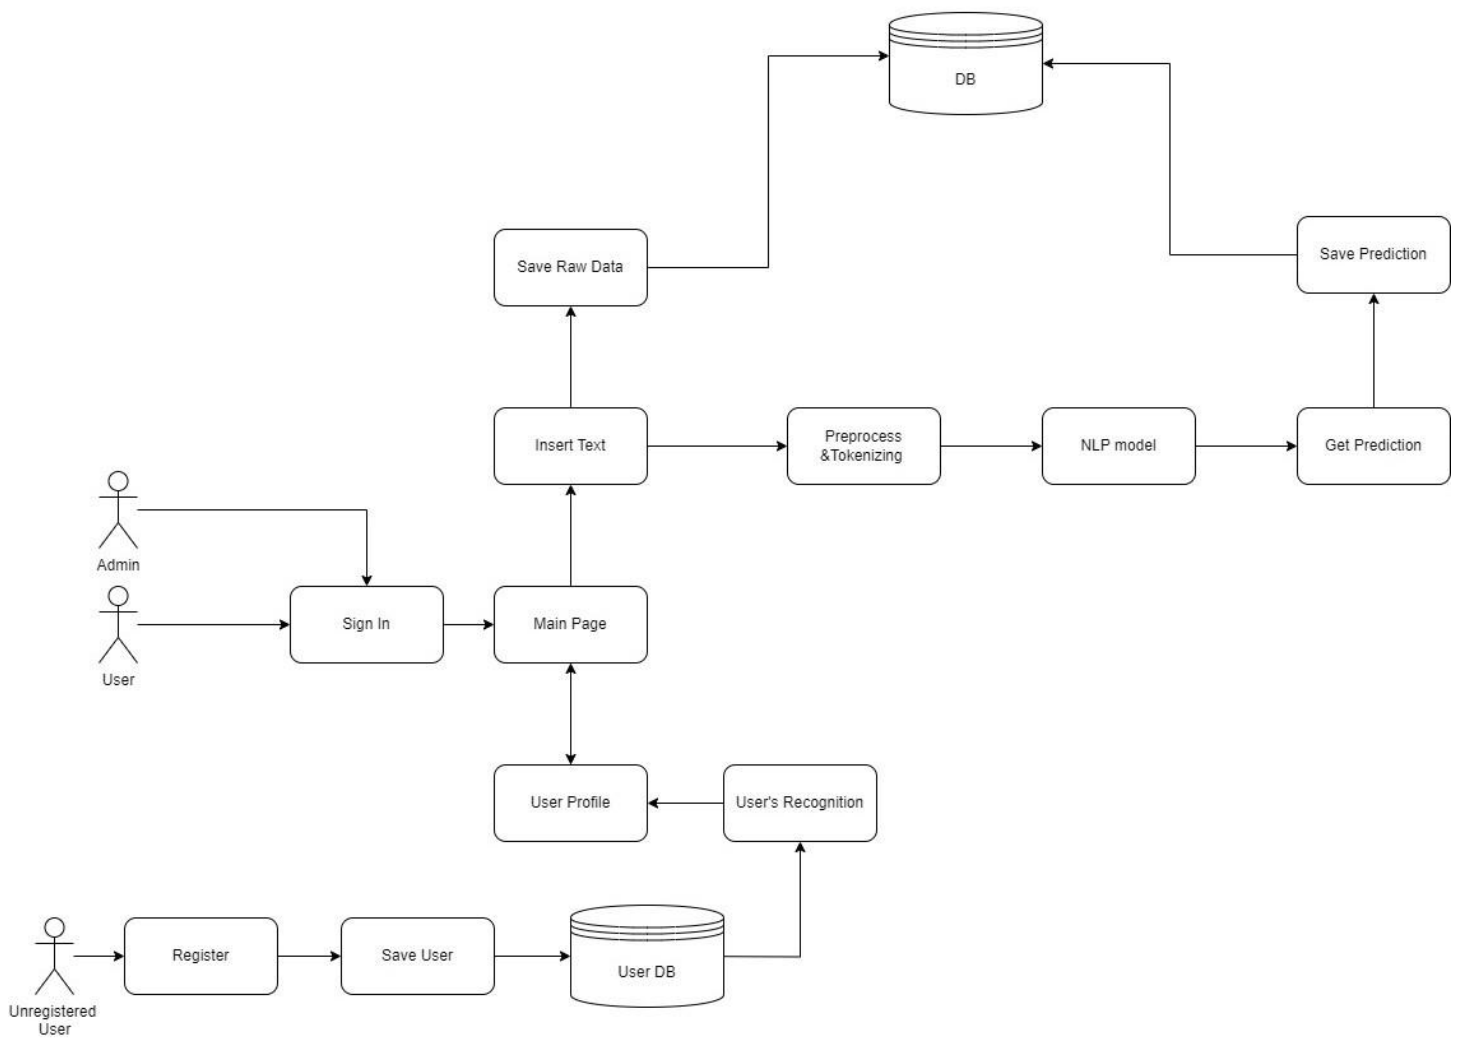 DB
Save Raw Data
Save Prediction
Insert Text
Preprocess
&Tokenizing
NLP model
Get Prediction
Admin
Sign In
Main Page
User
User Profile
User's Recognition
Register
Save User
User DB
Unregistered
User